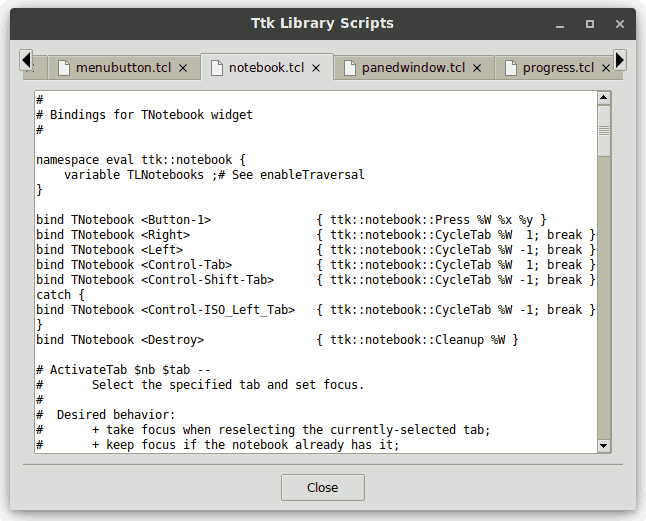 Ttk Library Scripts
menubutton.tcl
notebook.tcl
panedwindow.tcl
progress.tcl
#
# Bindings for TNotebook widget
#
namespace eval ttk::notebook {
    variable TLNotebooks ;# See enableTraversal
}
bind TNotebook <Button-1>               { ttk::notebook::Press %W %x %y }
bind TNotebook <Right>                  { ttk::notebook::CycleTab %W  1; break }
bind TNotebook <Left>                   { ttk::notebook::CycleTab %W -1; break }
bind TNotebook <Control-Tab>            { ttk::notebook::CycleTab %W  1; break }
bind TNotebook <Control-Shift-Tab>      { ttk::notebook::CycleTab %W -1; break }
catch {
bind TNotebook <Control-ISO_Left_Tab>   { ttk::notebook::CycleTab %W -1; break }
}
bind TNotebook <Destroy>                { ttk::notebook::Cleanup %W }
# ActivateTab $nb $tab --
#       Select the specified tab and set focus.
#
#  Desired behavior:
#       + take focus when reselecting the currently-selected tab;
#       + keep focus if the notebook already has it;
Close